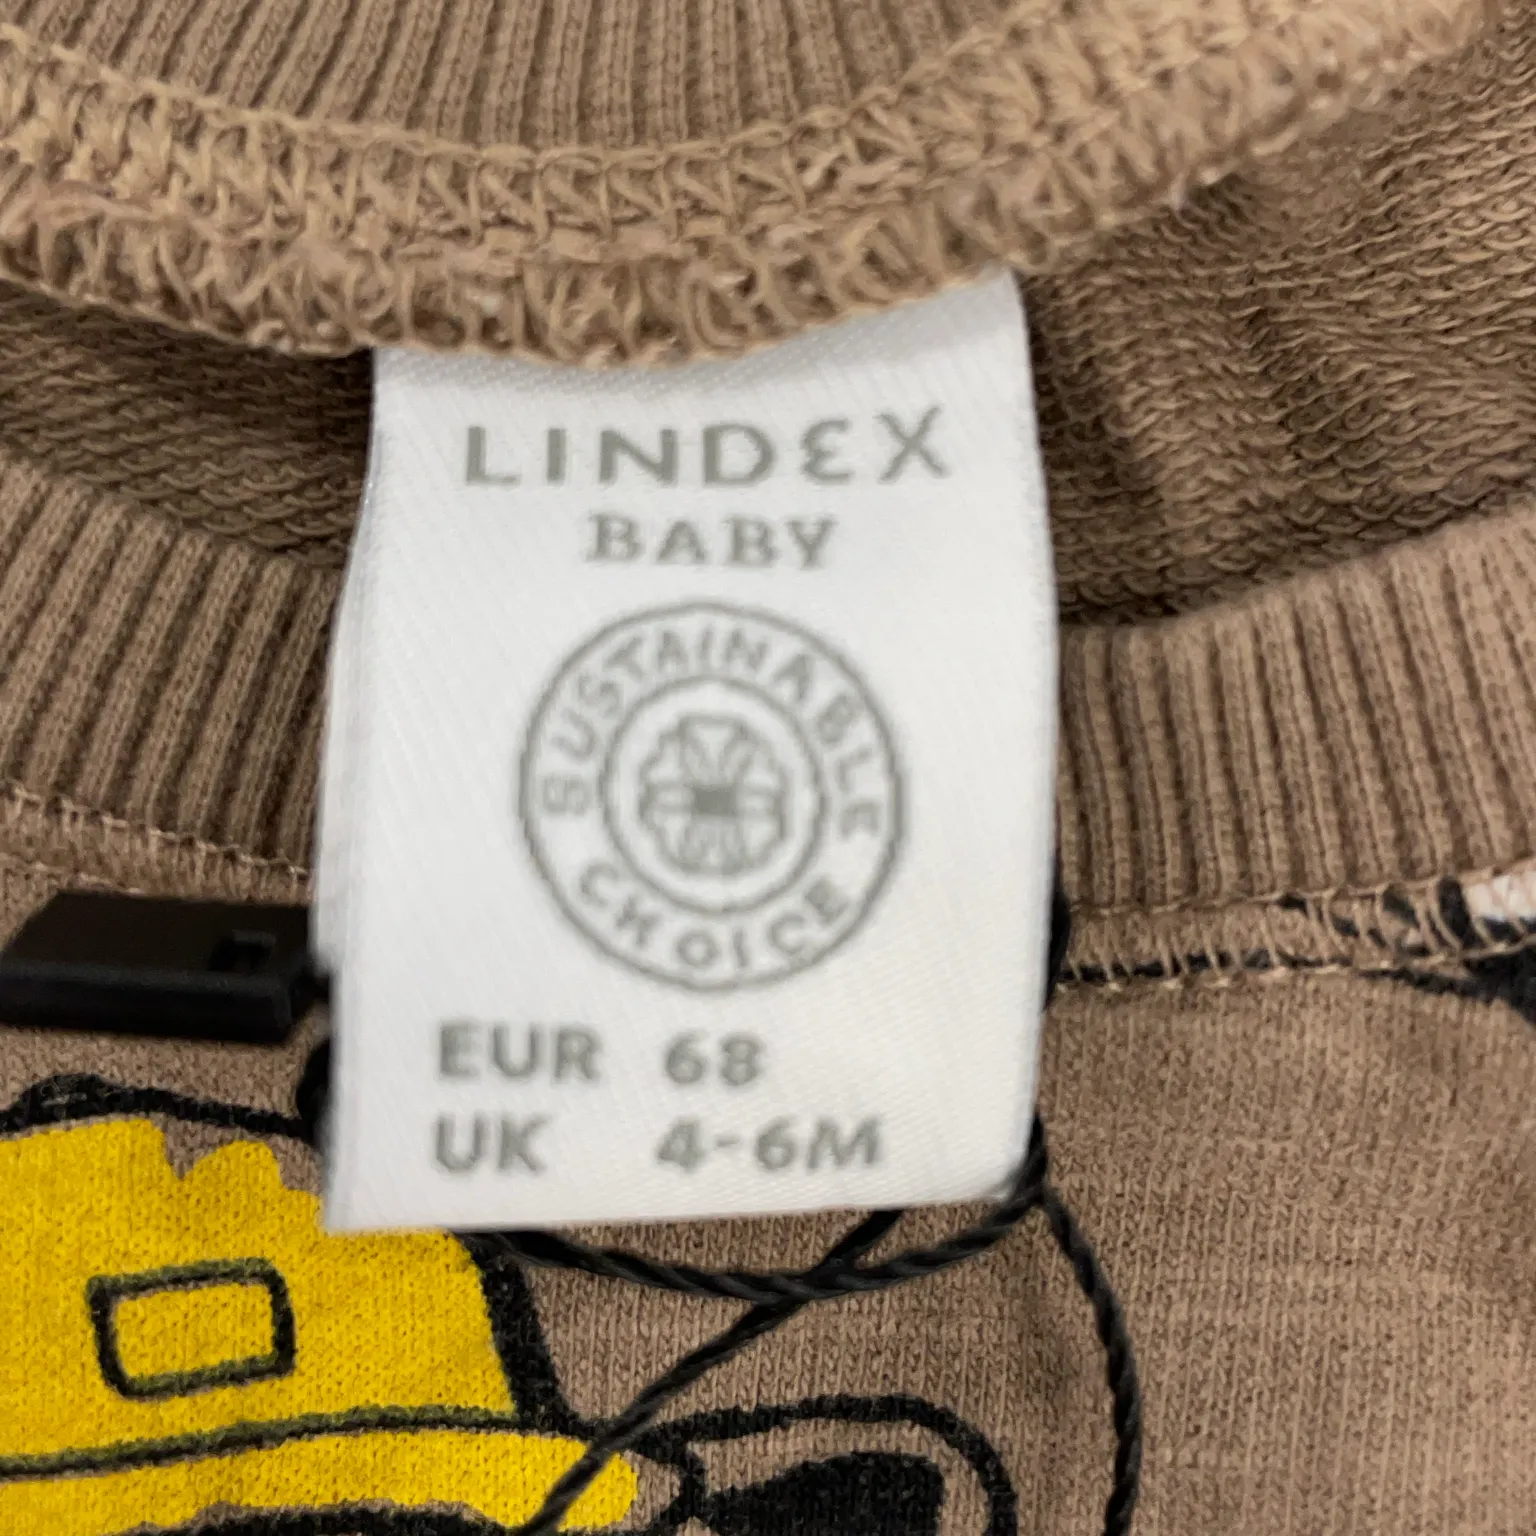 LINDEX
BABY
SUSTAINABLE
CHOICE
EUR 68
UK 4-6M